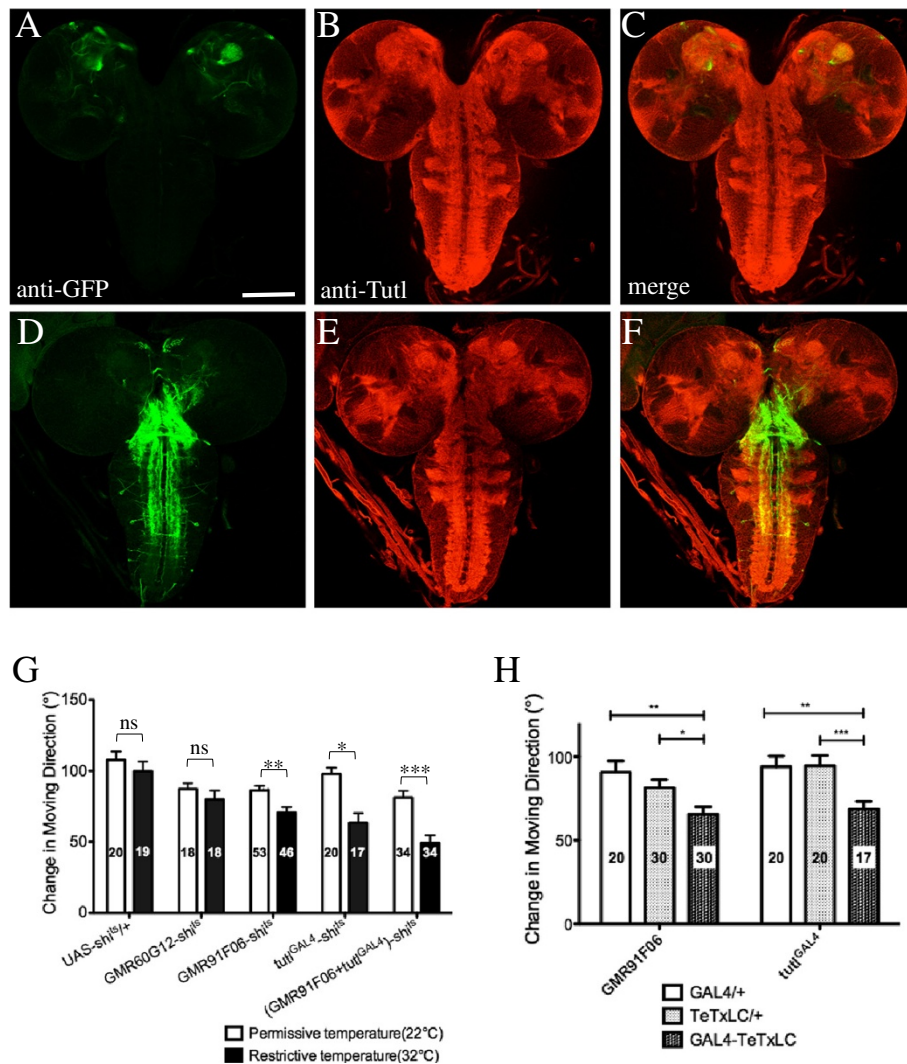 A
B
C
anti-GFP
anti-Tutl
merge
D
E
F
G
H
Change in Moving Direction (°)
150
100
50
0
ns
ns
**
*
***
20
19
18
18
53
46
20
17
34
34
UAS-shi^ts/+
GMR60G12-shi^ts
GMR91F06-shi^ts
tutl^GAL4-shi^ts
(GMR91F06+tutl^GAL4)-shi^ts
Permissive temperature(22°C)
Restrictive temperature(32°C)
Change in Moving Direction (°)
100
50
0
**
*
**
***
20
30
30
20
20
17
GMR91F06
tutl^GAL4
GAL4/+
TeTxLC/+
GAL4-TeTxLC